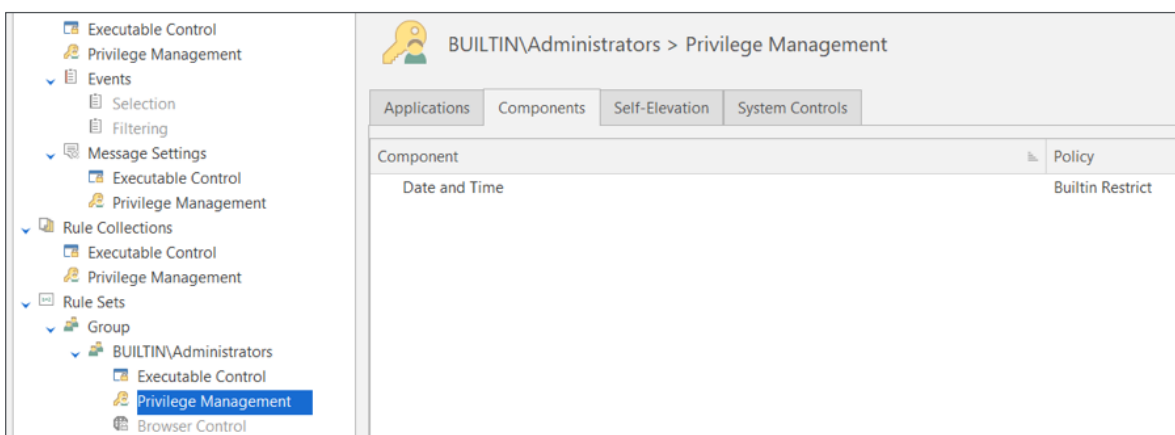 Executable Control
Privilege Management
Events
Selection
Filtering
Message Settings
Executable Control
Privilege Management
Rule Collections
Executable Control
Privilege Management
Rule Sets
Group
BUILTIN\Administrators
Executable Control
Privilege Management
Browser Control
BUILTIN\Administrators > Privilege Management
Applications Components Self-Elevation System Controls
Component Policy
Date and Time Builtin Restrict